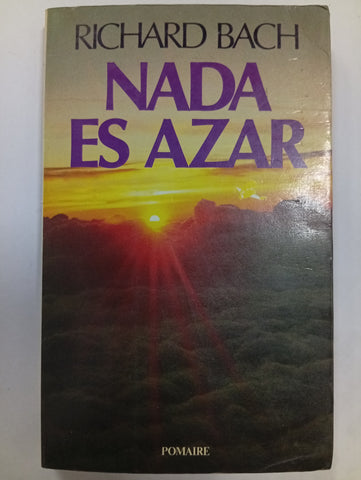 RICHARD BACH
NADA
ES AZAR
POMAIRE